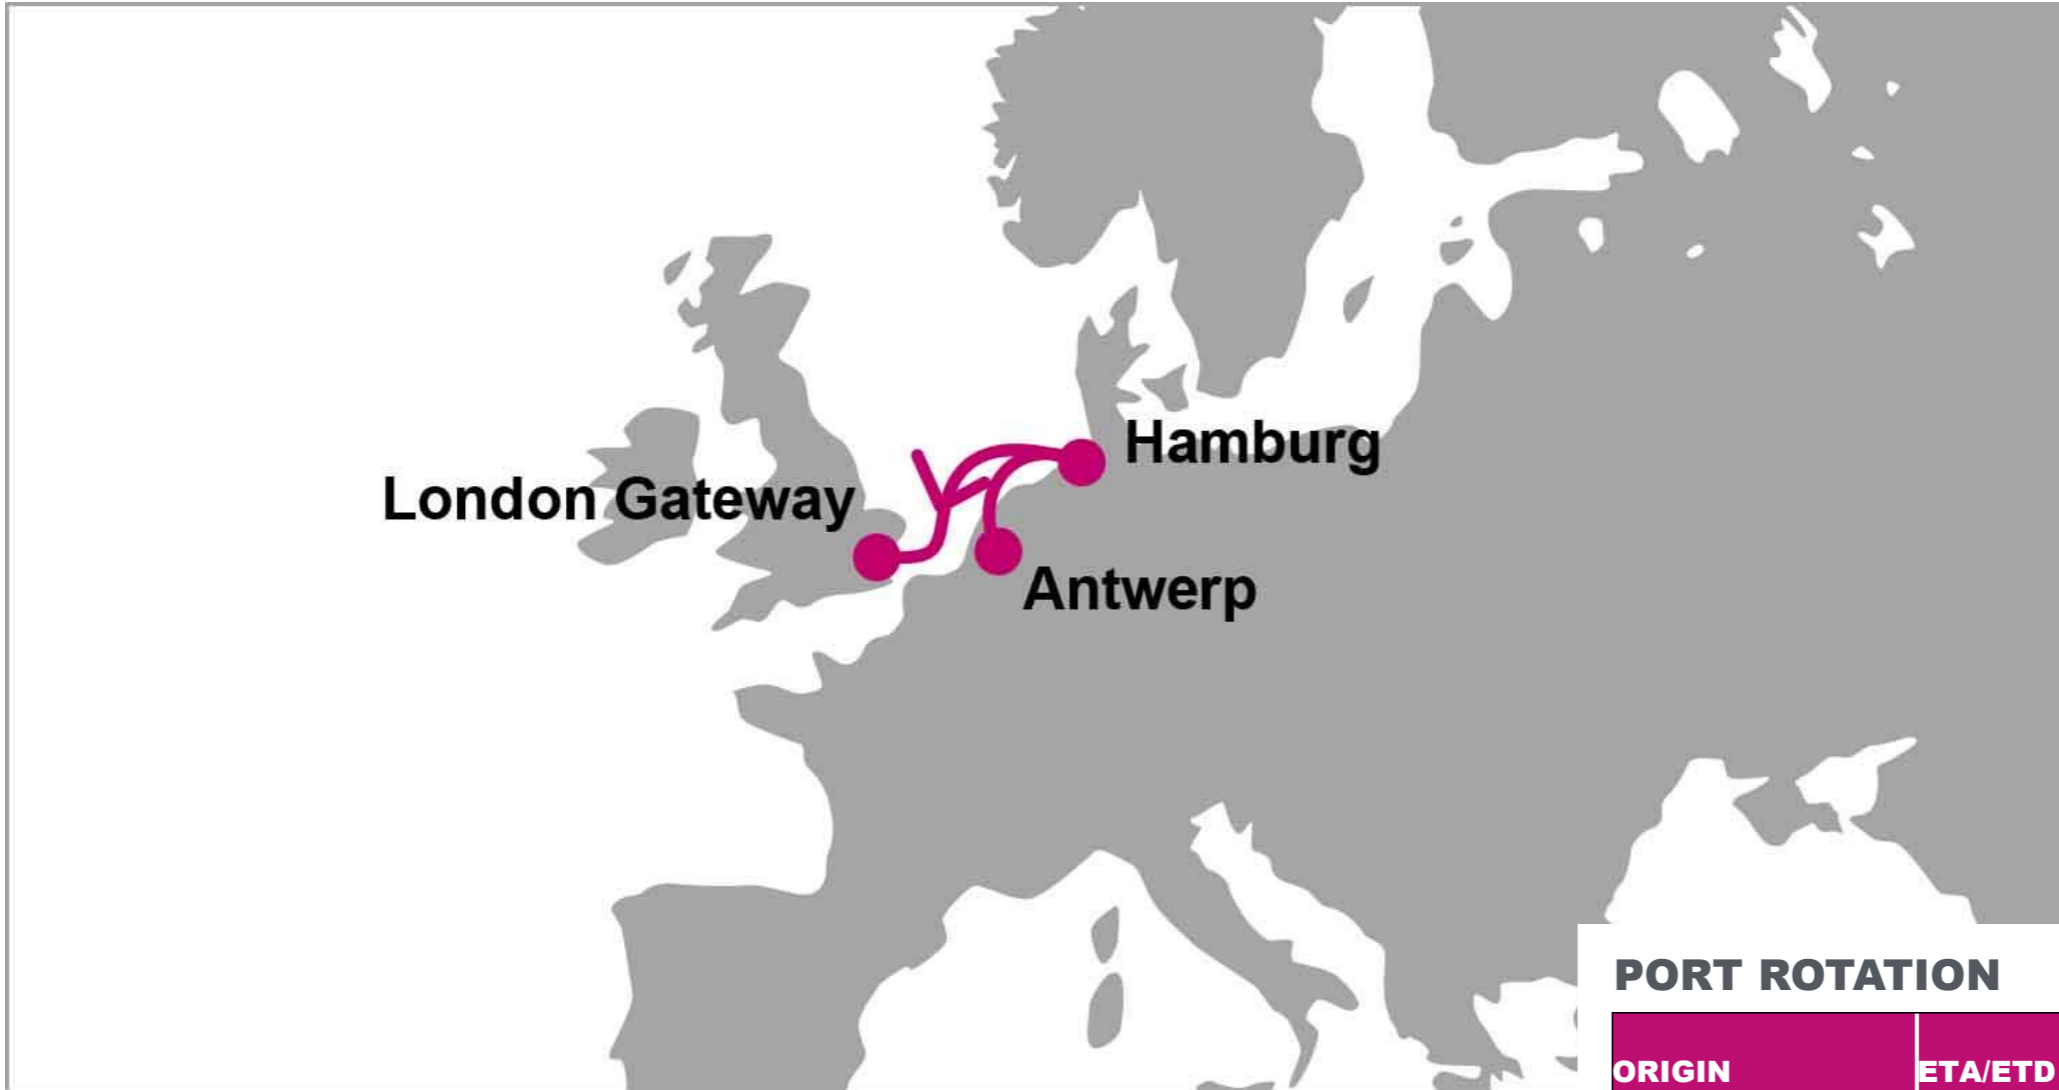 Hamburg
London Gateway
Antwerp
PORT ROTATION
ORIGIN ETA/ETD